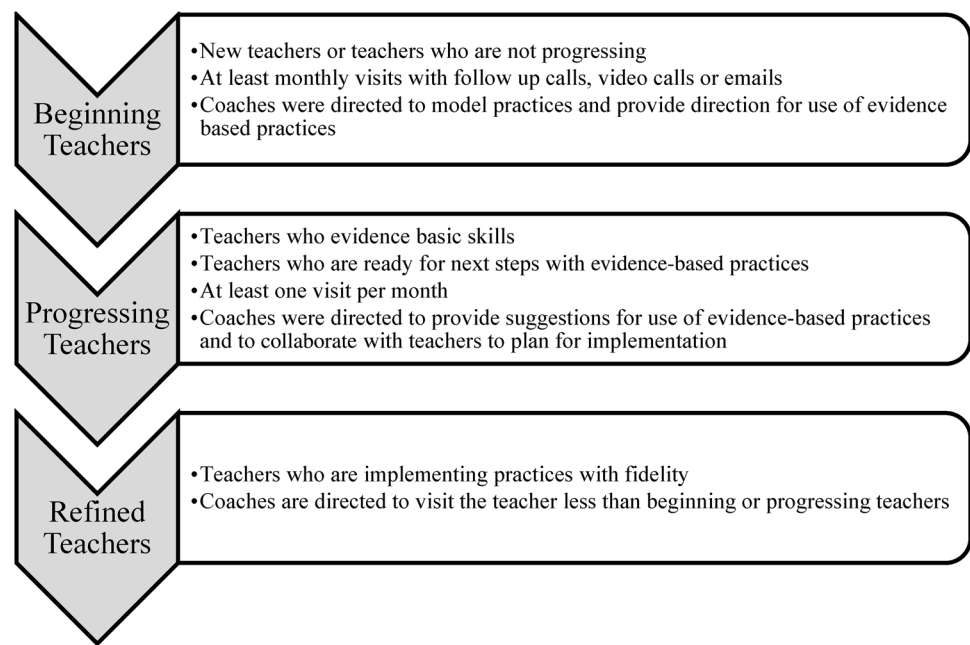 Beginning
Teachers
•New teachers or teachers who are not progressing
•At least monthly visits with follow up calls, video calls or emails
•Coaches were directed to model practices and provide direction for use of evidence
based practices
Progressing
Teachers
•Teachers who evidence basic skills
•Teachers who are ready for next steps with evidence-based practices
•At least one visit per month
•Coaches were directed to provide suggestions for use of evidence-based practices
and to collaborate with teachers to plan for implementation
Refined
Teachers
•Teachers who are implementing practices with fidelity
•Coaches are directed to visit the teacher less than beginning or progressing teachers